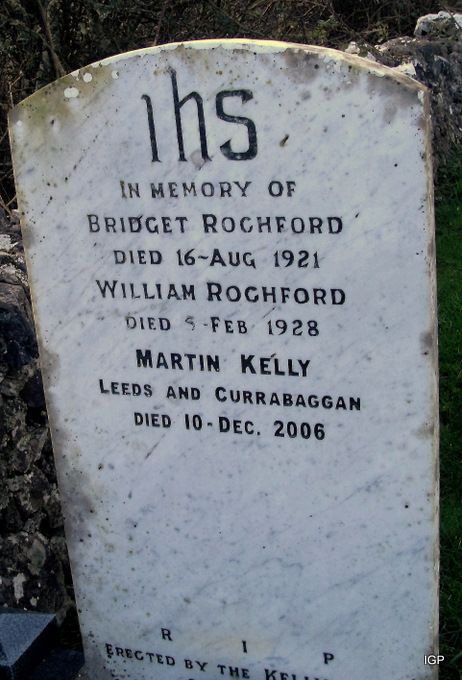 ihs
IN MEMORY OF
BRIDGET ROCHFORD
DIED 16~AUG 1921
WILLIAM ROCHFORD
DIED -FEB 1928
MARTIN KELLY
LEEDS AND CURRABAGGAN
DIED 10-DEC. 2006
R I P
ERECTED BY THE
IGP